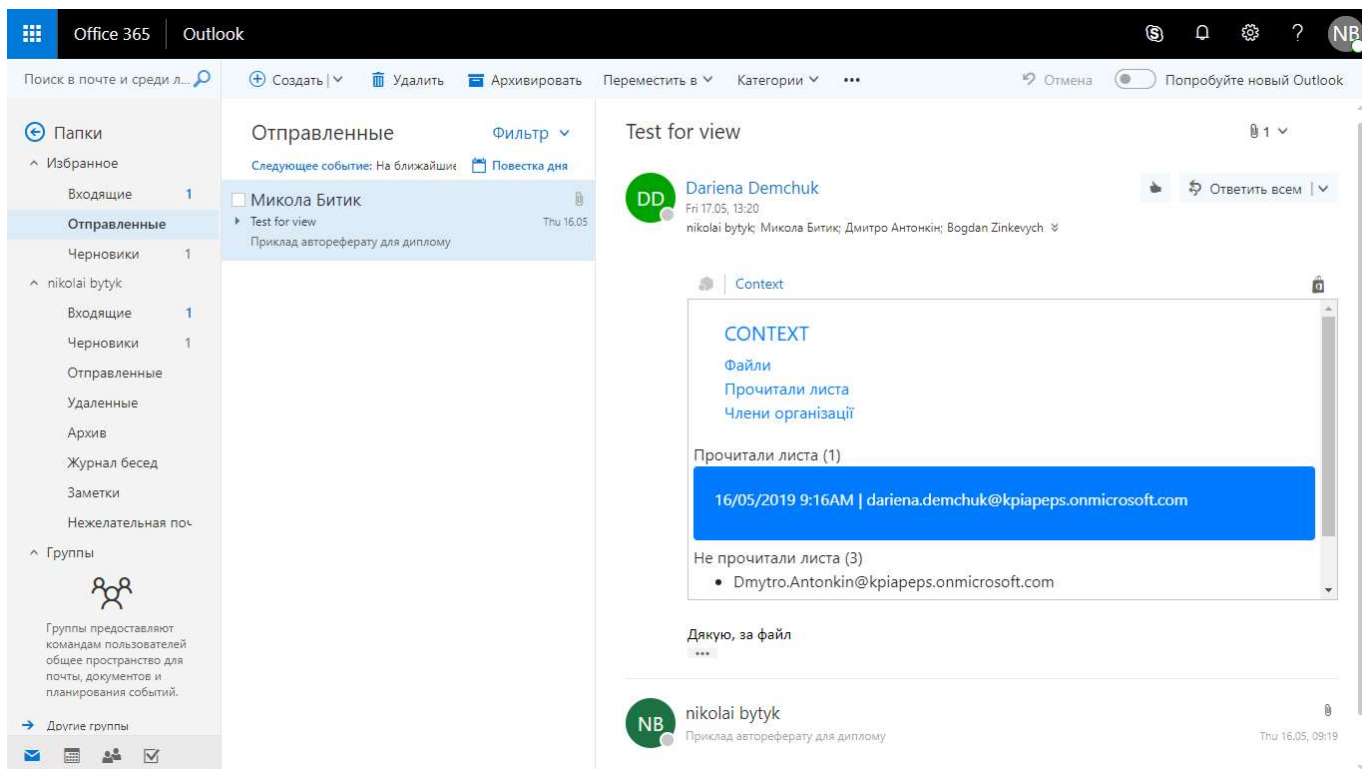 Office 365 Outlook
NB
Поиск в почте и среди л...
Создать
Удалить
Архивировать
Переместить в
Категории
•••
Отмена
Попробуйте новый Outlook
Папки
Избранное
Входящие 1
Отправленные
Черновики 1
nikolai bytyk
Входящие 1
Черновики 1
Отправленные
Удаленные
Архив
Журнал бесед
Заметки
Нежелательная поч
Группы
Группы предоставляют
командам пользователей
общее пространство для
почты, документов и
планирования событий.
Другие группы
Отправленные Фильтр
Следующее событие: На ближайшие Повестка дня
Микола Битик
Test for view Thu 16.05
Приклад автореферату для диплому
Test for view 1
DD
Dariena Demchuk
Ответить всем
Fri 17.05, 13:20
nikolai bytyk; Микола Битик; Дмитро Антонкін; Bogdan Zinkevych
Context
CONTEXT
Файли
Прочитали листа
Члени організації
Прочитали листа (1)
16/05/2019 9:16AM | dariena.demchuk@kpiapeps.onmicrosoft.com
Не прочитали листа (3)
• Dmytro.Antonkin@kpiapeps.onmicrosoft.com
Дякую, за файл
•••
NB
nikolai bytyk
Приклад автореферату для диплому Thu 16.05, 09:19